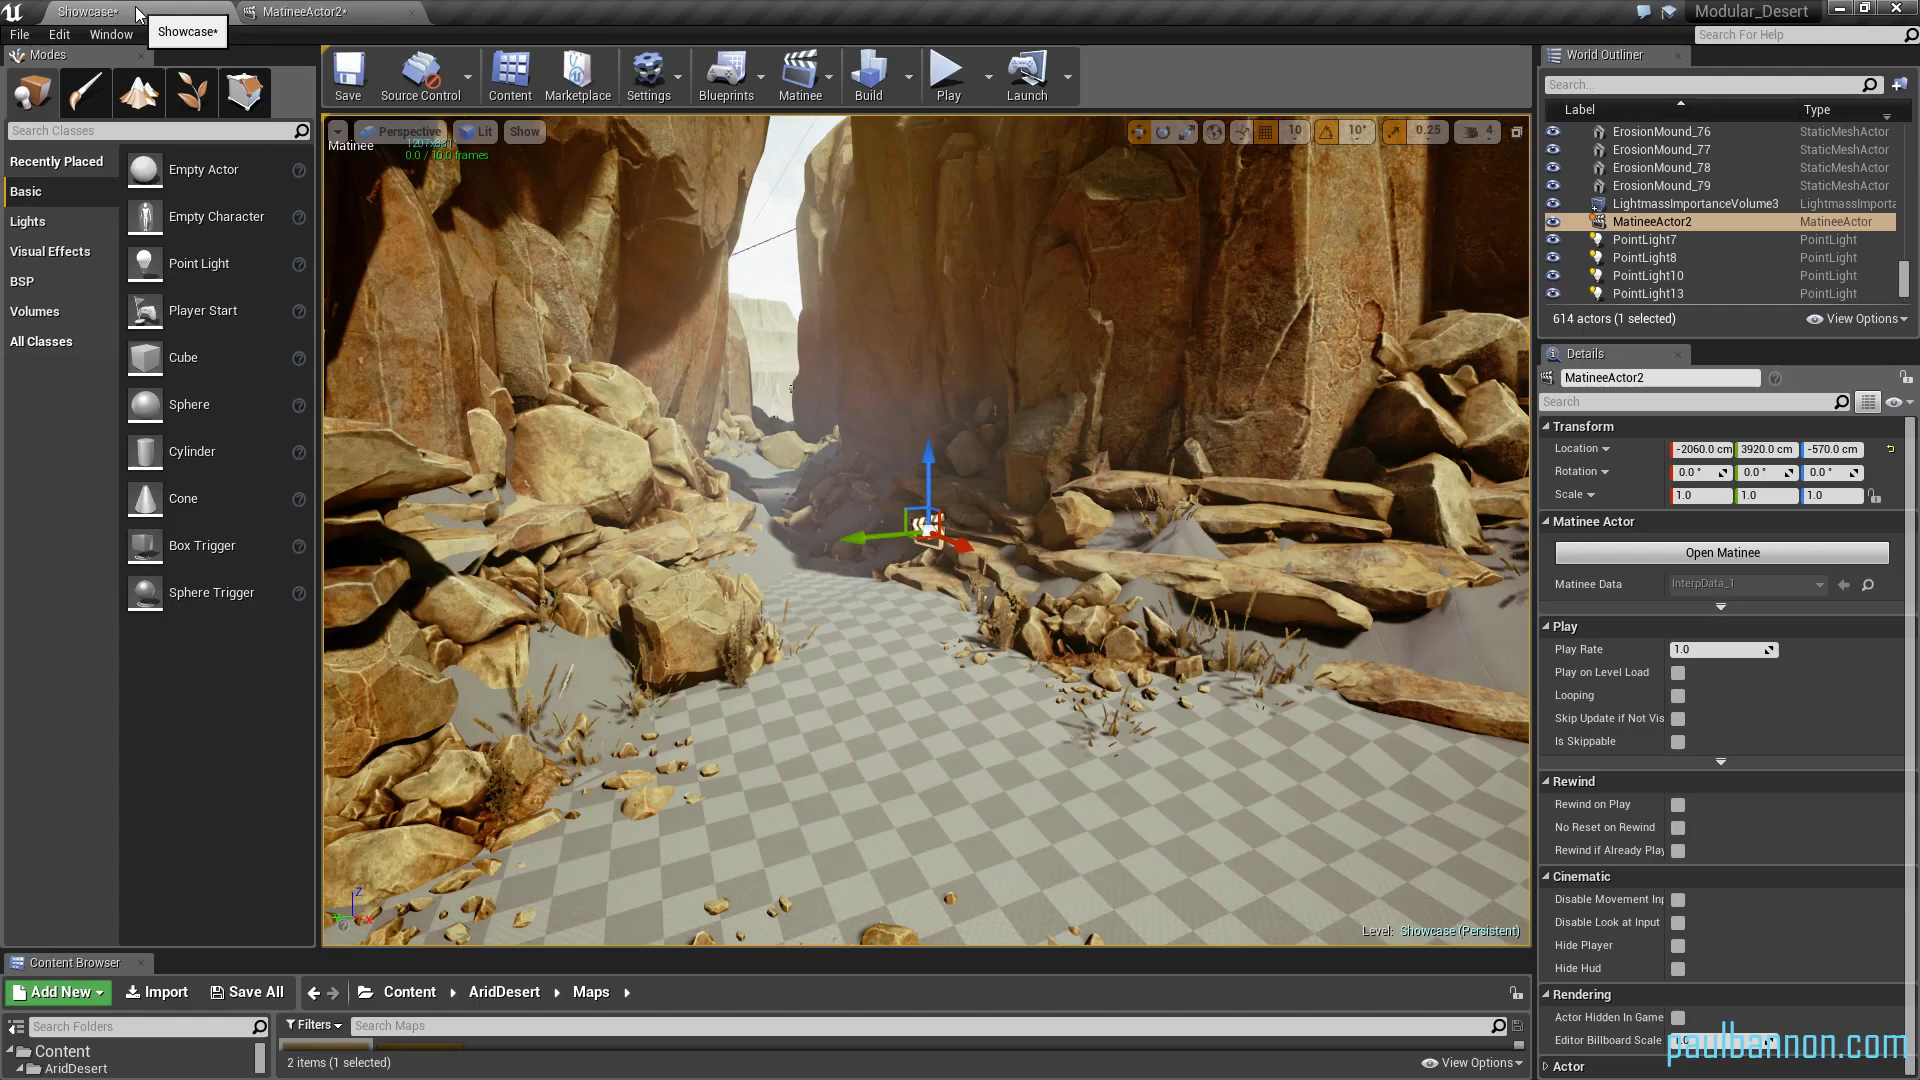 Showcase*
MatineeActor2*
Modular_Desert
File
Edit
Window
Showcase*
Search For Help
Modes
Save
Source Control
Content
Marketplace
Settings
Blueprints
Matinee
Build
Play
Launch
World Outliner
Search...
Label
Type
Search Classes
Perspective
Lit
Show
10
10°
0.25
4
Matinee
0.0 / 10.0 frames
ErosionMound_76
StaticMeshActor
ErosionMound_77
StaticMeshActor
ErosionMound_78
StaticMeshActor
ErosionMound_79
StaticMeshActor
LightmassImportanceVolume3
LightmassImporta
MatineeActor2
MatineeActor
PointLight7
PointLight
PointLight8
PointLight
PointLight10
PointLight
PointLight13
PointLight
614 actors (1 selected)
View Options
Recently Placed
Basic
Lights
Visual Effects
BSP
Volumes
All Classes
Empty Actor
Empty Character
Point Light
Player Start
Cube
Sphere
Cylinder
Cone
Box Trigger
Sphere Trigger
Details
MatineeActor2
Search
Transform
Location
-2060.0 cm
3920.0 cm
-570.0 cm
Rotation
0.0 °
0.0 °
0.0 °
Scale
1.0
1.0
1.0
Matinee Actor
Open Matinee
Matinee Data
InterpData_1
Play
Play Rate
1.0
Play on Level Load
Looping
Skip Update if Not Vis
Is Skippable
Rewind
Rewind on Play
No Reset on Rewind
Rewind if Already Play
Cinematic
Disable Movement Inp
Disable Look at Input
Hide Player
Hide Hud
Rendering
Actor Hidden In Game
Editor Billboard Scale
Actor
Z
X
Level: Showcase (Persistent)
Content Browser
Add New
Import
Save All
Content
AridDesert
Maps
Search Folders
Filters
Search Maps
Content
AridDesert
2 items (1 selected)
View Options
paulbannon.com